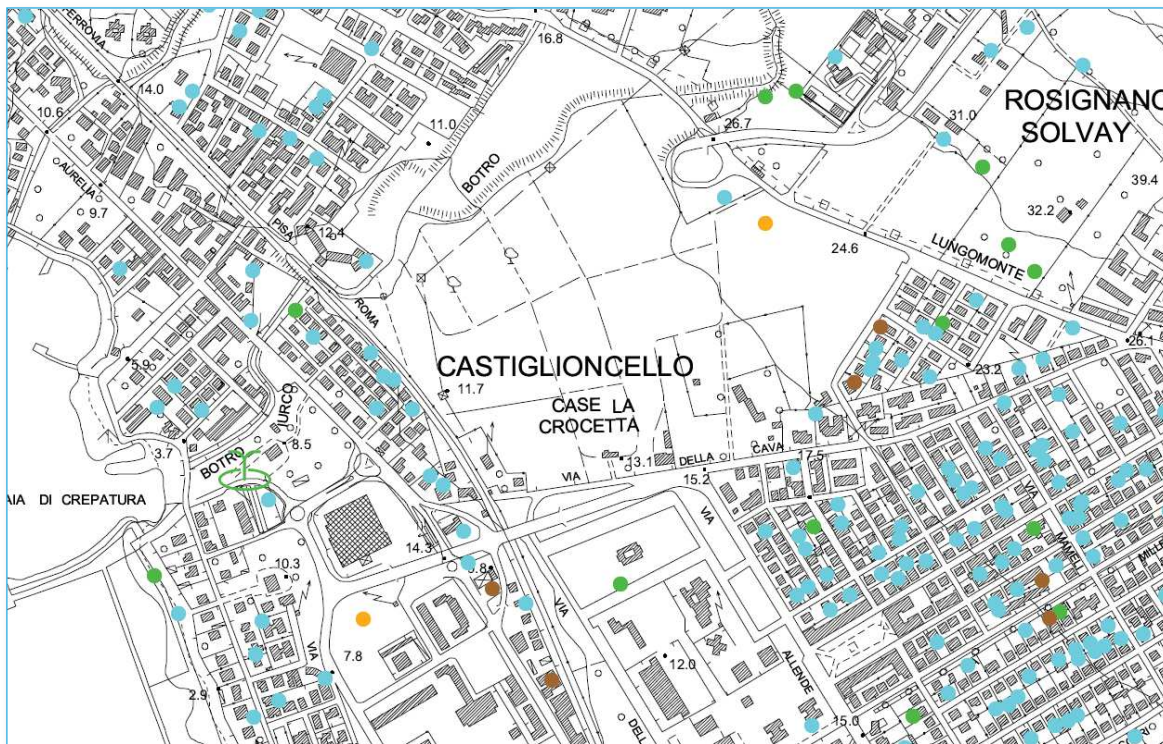 FERROVIA
16.8
14.0
10.6
11.0
26.7
31.0
ROSIGNANO
SOLVAY
AURELIA
BOTRO
39.4
9.7
PISA
12.4
32.2
24.6
LUNGOMONTE
ROMA
5.9
26.1
CASTIGLIONCELLO
23.2
11.7
CASE LA
CROCETTA
URCO
8.5
BOTRO
3.7
13.1
DELLA
CAVA
17.5
VIA
15.2
AIA DI CREPATURA
VIA
VIA
MAMELI
14.3
10.3
MILLE
VIA
VIA
7.8
12.0
ALLENDE
2.9
15.0
DELL